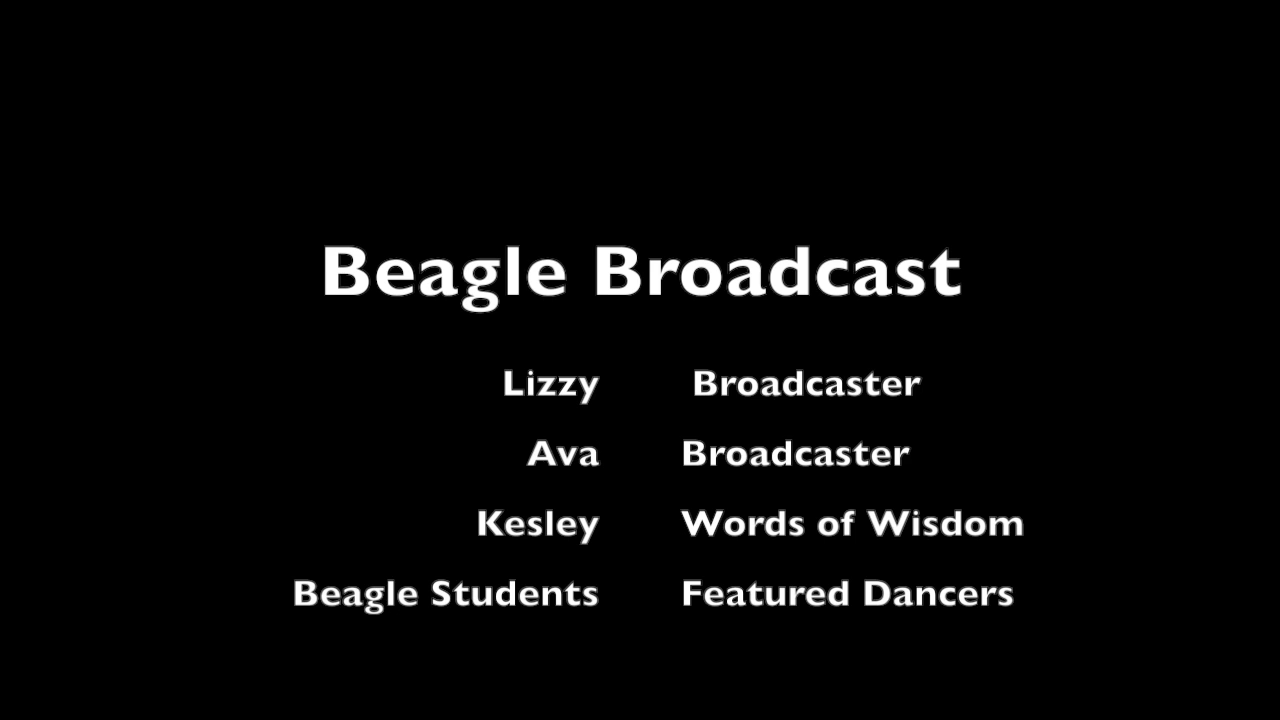 Beagle Broadcast
Lizzy Broadcaster
Ava Broadcaster
Kesley Words of Wisdom
Beagle Students Featured Dancers